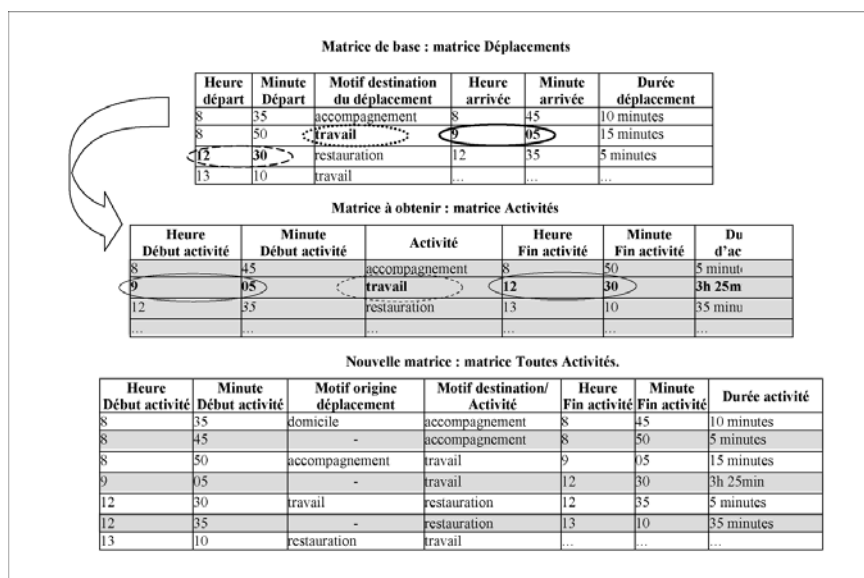 Matrice de base : matrice Déplacements
Heure départ Minute Départ Motif destination du déplacement Heure arrivée Minute arrivée Durée déplacement
8 35 accompagnement 8 45 10 minutes
8 50 travail 9 05 15 minutes
12 30 restauration 12 35 5 minutes
13 10 travail ... ... ...
Matrice à obtenir : matrice Activités
Heure Début activité Minute Début activité Activité Heure Fin activité Minute Fin activité Du d'ac
8 45 accompagnement 8 50 5 minute
9 05 travail 12 30 3h 25m
12 35 restauration 13 10 35 minu
... ... ... ...
Nouvelle matrice : matrice Toutes Activités.
Heure Début activité Minute Début activité Motif origine déplacement Motif destination/ Activité Heure Fin activité Minute Fin activité Durée activité
8 35 domicile accompagnement 8 45 10 minutes
8 45 - accompagnement 8 50 5 minutes
8 50 accompagnement travail 9 05 15 minutes
9 05 - travail 12 30 3h 25min
12 30 travail restauration 12 35 5 minutes
12 35 - restauration 13 10 35 minutes
13 10 restauration travail ... ... ...